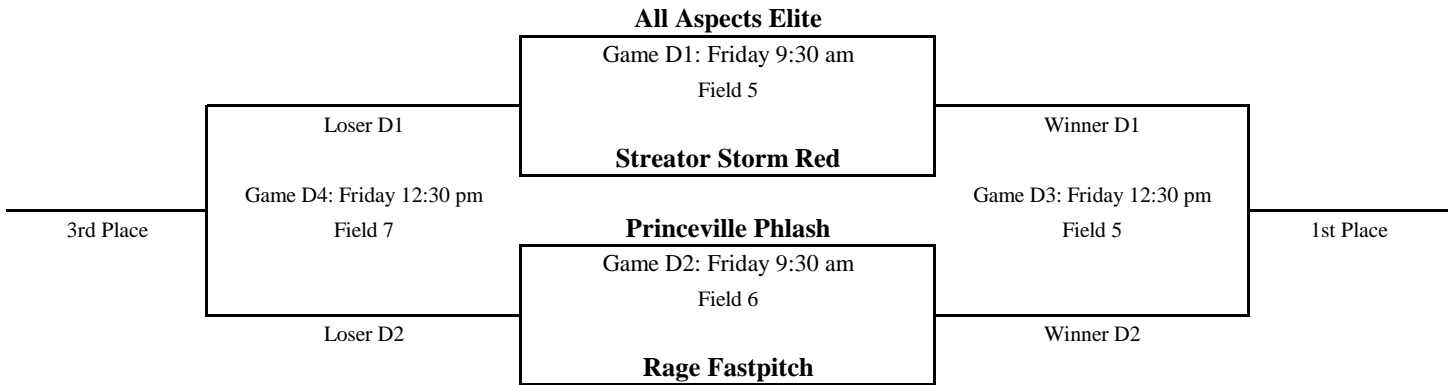 All Aspects Elite
Game D1: Friday 9:30 am
Field 5
Loser D1
Winner D1
Streator Storm Red
Game D4: Friday 12:30 pm
Game D3: Friday 12:30 pm
3rd Place
Field 7
Princeville Phlash
Field 5
1st Place
Game D2: Friday 9:30 am
Field 6
Loser D2
Winner D2
Rage Fastpitch